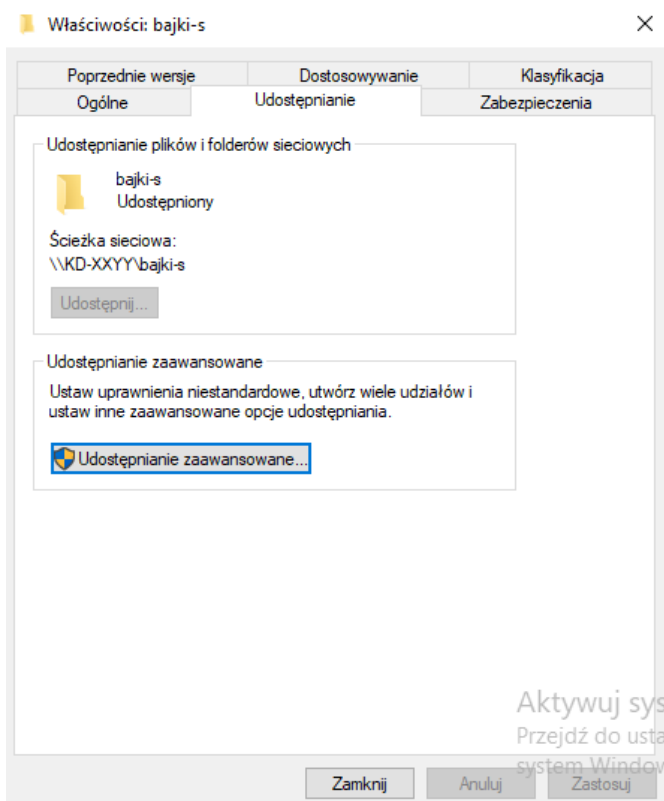 Właściwości: bajki-s
Poprzednie wersje Dostosowywanie Klasyfikacja
Ogólne Udostępnianie Zabezpieczenia
Udostępnianie plików i folderów sieciowych
bajki-s
Udostępniony
Ścieżka sieciowa:
\\KD-XXYY\bajki-s
Udostępnij...
Udostępnianie zaawansowane
Ustaw uprawnienia niestandardowe, utwórz wiele udziałów i
ustaw inne zaawansowane opcje udostępniania.
Udostępnianie zaawansowane...
Aktywuj sys
Przejdź do usta
system Window
Zamknij Anuluj Zastosuj